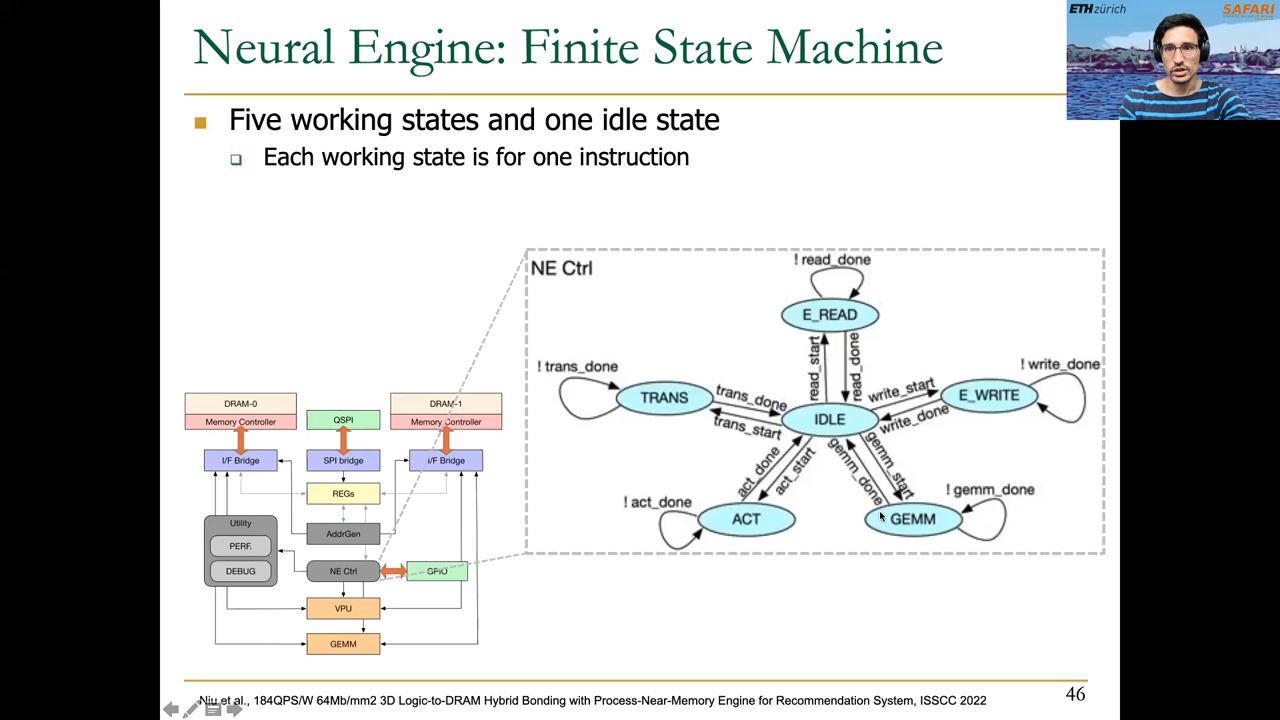 Neural Engine: Finite State Machine
ETH zürich
SAFARI
Five working states and one idle state
Each working state is for one instruction
NE Ctrl
! read_done
E_READ
read_start
read_done
! trans_done
TRANS
trans_done
trans_start
IDLE
write_start
write_done
E_WRITE
! write_done
act_done
act_start
gemm_done
gemm_start
! act_done
ACT
GEMM
! gemm_done
DRAM-0
Memory Controller
QSPI
DRAM-1
Memory Controller
I/F Bridge
SPI bridge
I/F Bridge
REGs
Utility
PERF.
DEBUG
AddrGen
NE Ctrl
GPIO
VPU
GEMM
Niu et al., 184QPS/W 64Mb/mm2 3D Logic-to-DRAM Hybrid Bonding with Process-Near-Memory Engine for Recommendation System, ISSCC 2022
46